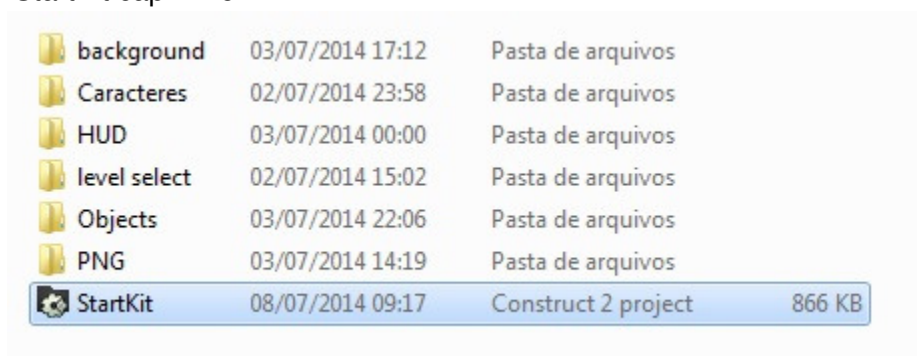 background 03/07/2014 17:12 Pasta de arquivos
Caracteres 02/07/2014 23:58 Pasta de arquivos
HUD 03/07/2014 00:00 Pasta de arquivos
level select 02/07/2014 15:02 Pasta de arquivos
Objects 03/07/2014 22:06 Pasta de arquivos
PNG 03/07/2014 14:19 Pasta de arquivos
StartKit 08/07/2014 09:17 Construct 2 project 866 KB